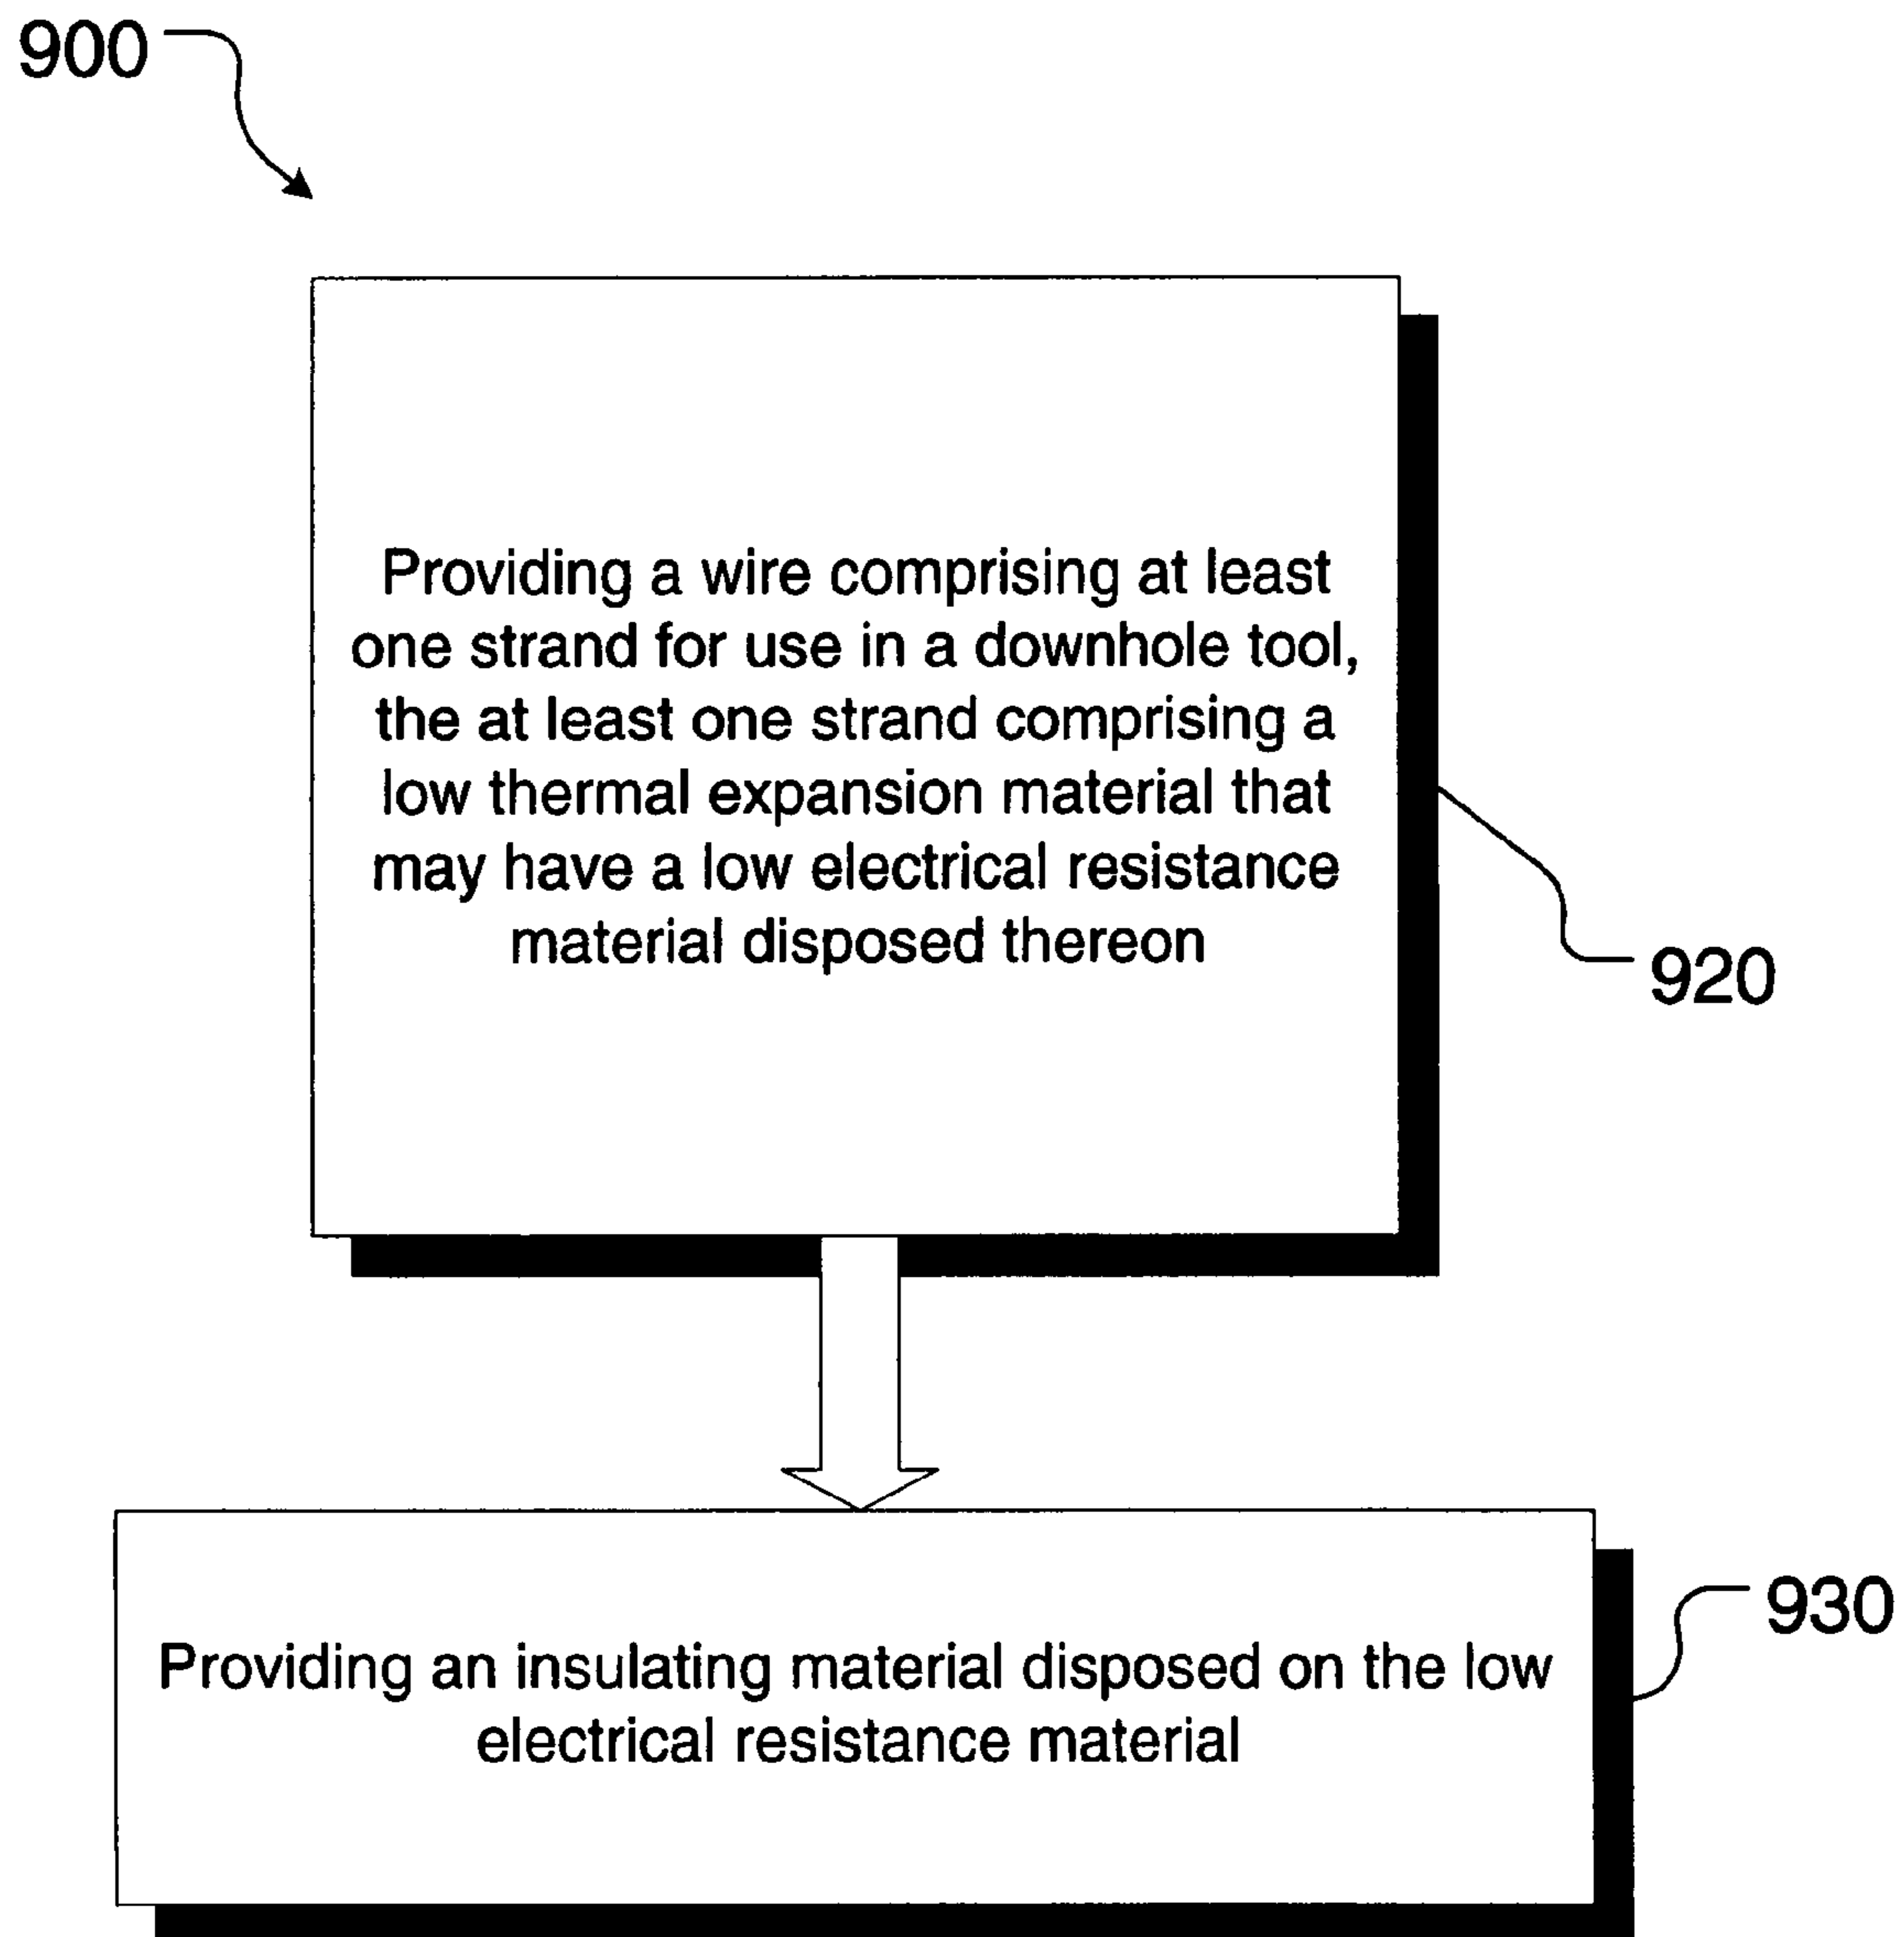 900
Providing a wire comprising at least
one strand for use in a downhole tool,
the at least one strand comprising a
low thermal expansion material that
may have a low electrical resistance
material disposed thereon
920
930
Providing an insulating material disposed on the low
electrical resistance material